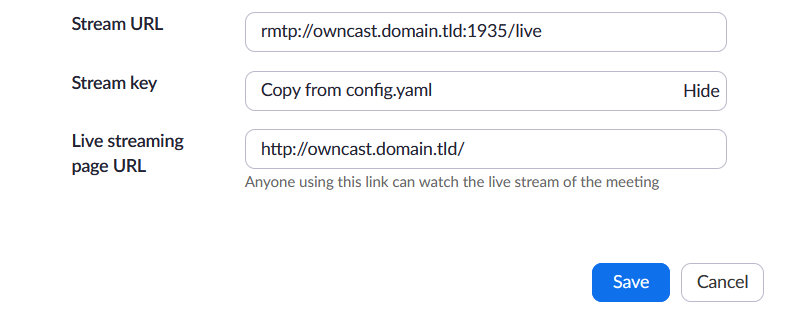 Stream URL
rmtp://owncast.domain.tld:1935/live
Stream key
Copy from config.yaml Hide
Live streaming
page URL
http://owncast.domain.tld/
Anyone using this link can watch the live stream of the meeting
Save Cancel